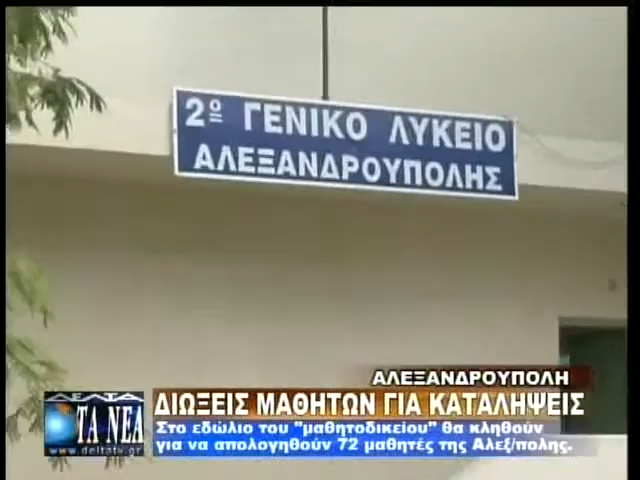 2ο ΓΕΝΙΚΟ ΛΥΚΕΙΟ
ΑΛΕΞΑΝΔΡΟΥΠΟΛΗΣ
ΑΛΕΞΑΝΔΡΟΥΠΟΛΗ
ΔΙΩΞΕΙΣ ΜΑΘΗΤΩΝ ΓΙΑ ΚΑΤΑΛΗΨΕΙΣ
Στο εδώλιο του "μαθητοδικείου" θα κληθούν
για να απολογηθούν 72 μαθητές της Αλεξ/πολης.
ΔΕΛΤΑ
ΤΑ ΝΕΑ
www.deltatv.gr